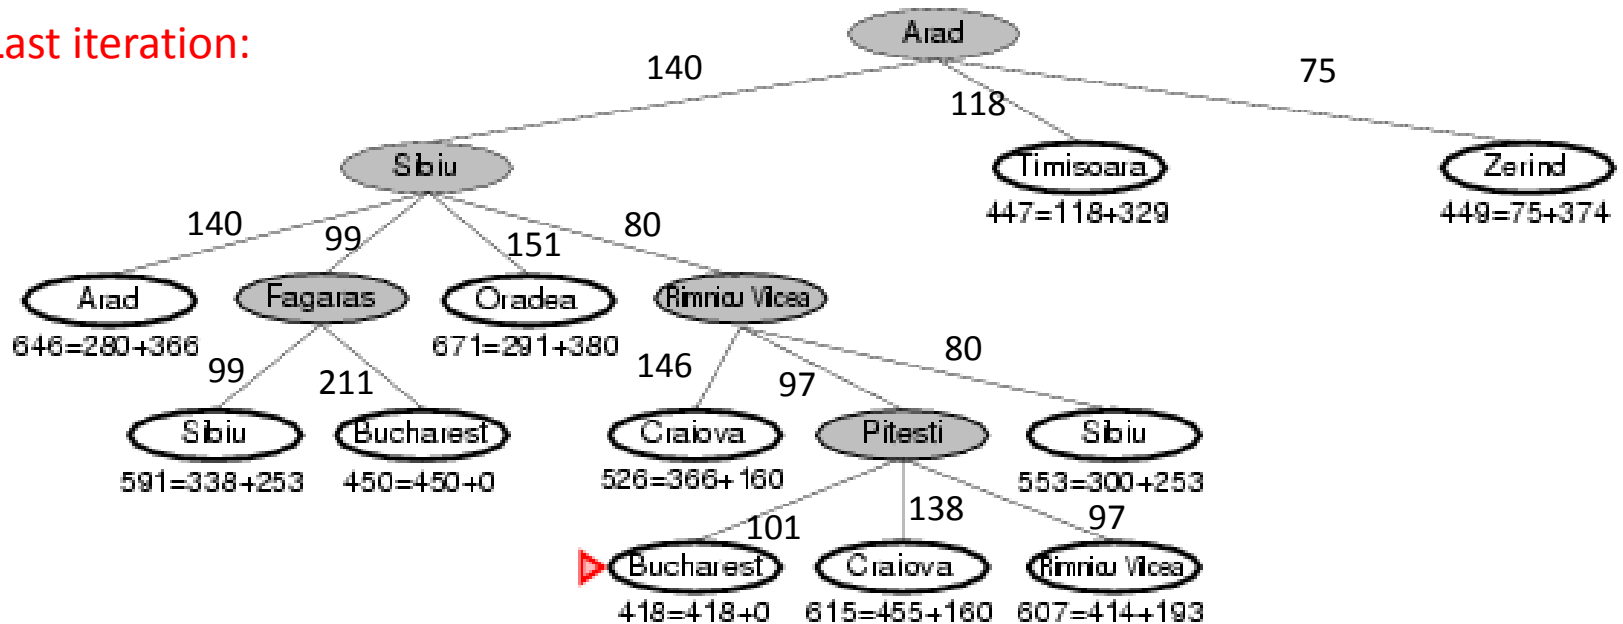 Last iteration:
Arad
140
118
75
Sibiu
Timisoara
Zerind
447=118+329
449=75+374
140
99
151
80
Arad
Fagaras
Oradea
Rimnicu Vilcea
646=280+366
671=291+380
99
211
146
97
80
Sibiu
Bucharest
Craiova
Pitesti
Sibiu
591=338+253
450=450+0
526=366+160
553=300+253
101
138
97
Bucharest
Craiova
Rimnicu Vilcea
418=418+0
615=455+160
607=414+193